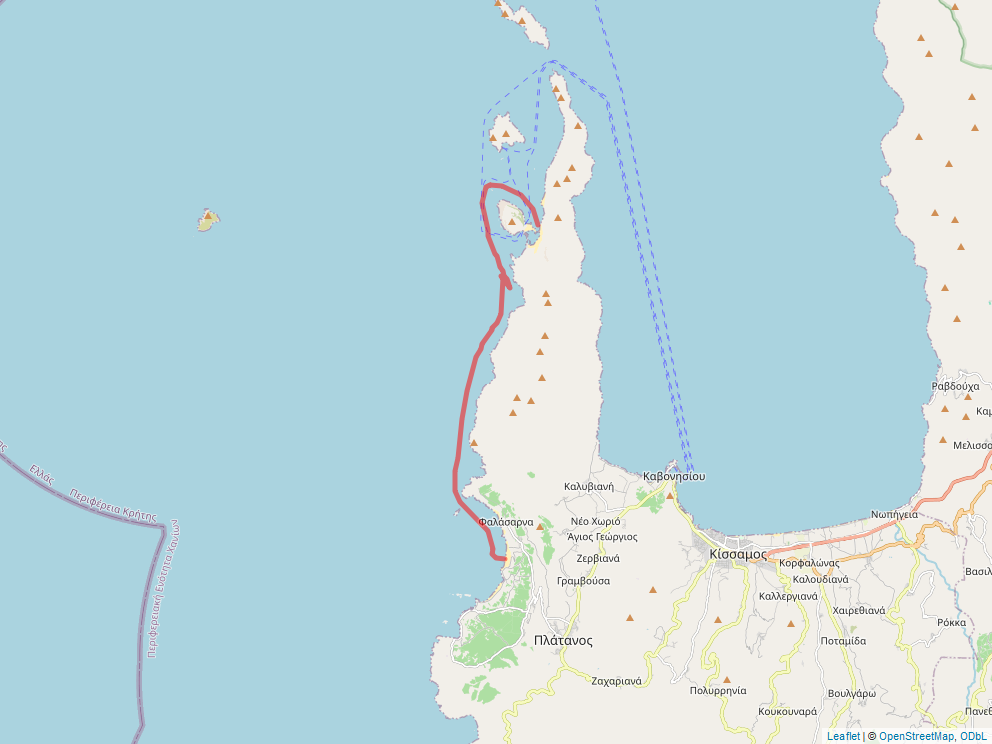 Ραβδούχα
Καμ
Μελισσο
ας
Ελλάς
Περιφέρεια Κρήτης
Περιφερειακή Ενότητα Χανίων
Καβονησίου
Καλυβιανή
Φαλάσαρνα
Νέο Χωριό
Άγιος Γεώργιος
Νωπήγεια
Ζερβιανά
Κίσσαμος
Κορφαλώνας
Γραμβούσα
Καλουδιανά
Βασιλ
Καλλεργιανά
Χαιρεθιανά
Ρόκκα
Πλάτανος
Ποταμίδα
Ζαχαριανά
Πολυρρηνία
Βουλγάρω
Κουκουναρά
Πανεθ
Leaflet | © OpenStreetMap, ODbL